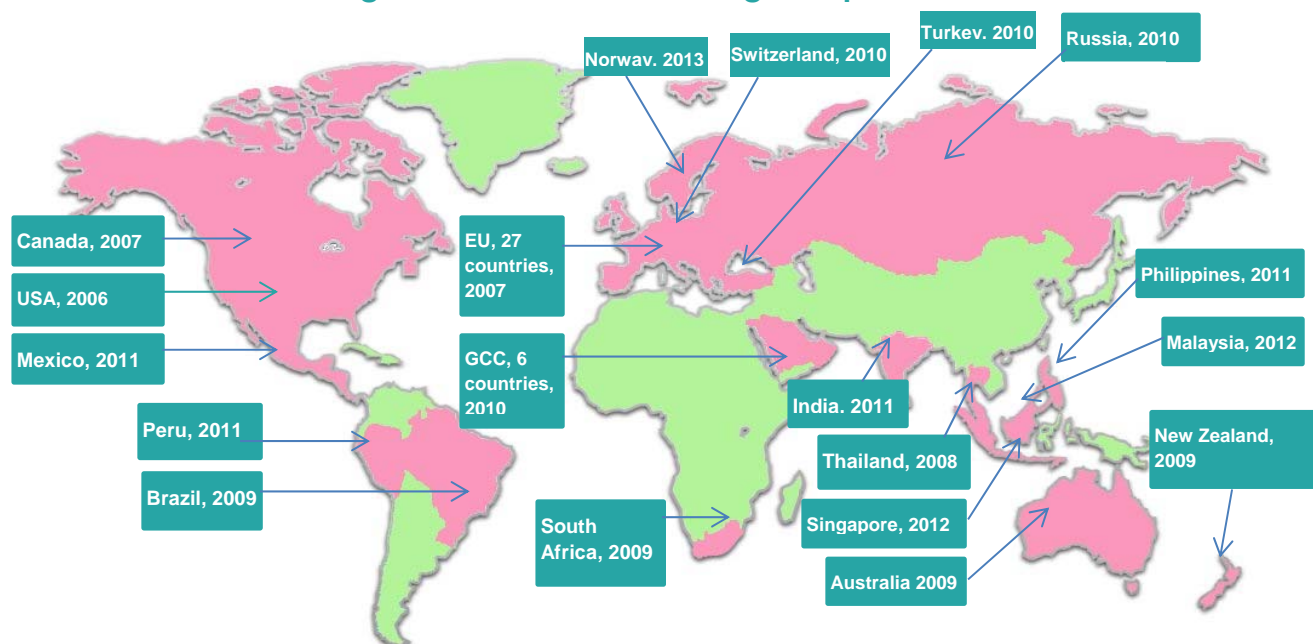 Norway. 2013
Switzerland, 2010
Turkey. 2010
Russia, 2010
Canada, 2007
USA, 2006
Mexico, 2011
Peru, 2011
Brazil, 2009
EU, 27
countries,
2007
GCC, 6
countries,
2010
South
Africa, 2009
India. 2011
Thailand, 2008
Singapore, 2012
Australia 2009
Philippines, 2011
Malaysia, 2012
New Zealand,
2009